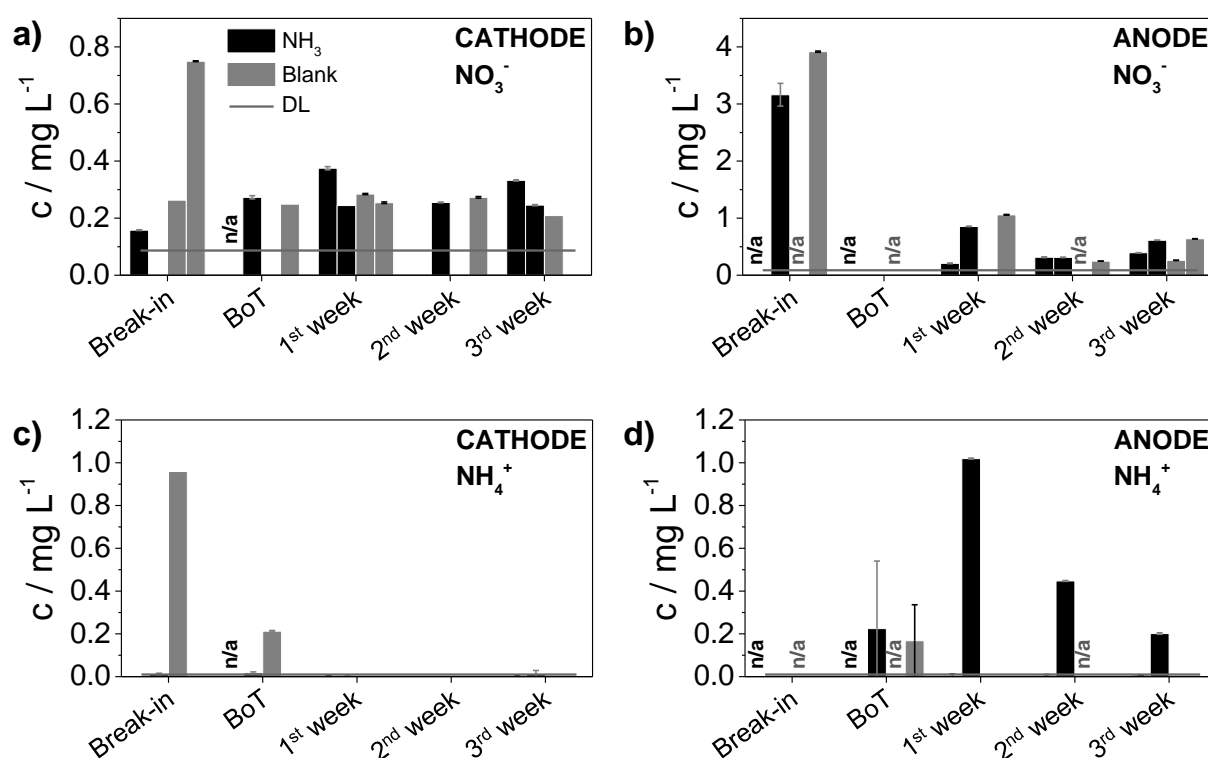 a)
CATHODE
NO₃⁻
NH₃
Blank
DL
c / mg L⁻¹
0.8
0.6
0.4
0.2
0.0
n/a
Break-in
BoT
1ˢᵗ week
2ⁿᵈ week
3ʳᵈ week
b)
ANODE
NO₃⁻
c / mg L⁻¹
4
3
2
1
0
n/a
n/a
n/a
n/a
n/a
Break-in
BoT
1ˢᵗ week
2ⁿᵈ week
3ʳᵈ week
c)
CATHODE
NH₄⁺
c / mg L⁻¹
1.2
1.0
0.8
0.6
0.4
0.2
0.0
n/a
Break-in
BoT
1ˢᵗ week
2ⁿᵈ week
3ʳᵈ week
d)
ANODE
NH₄⁺
c / mg L⁻¹
1.2
1.0
0.8
0.6
0.4
0.2
0.0
n/a
n/a
n/a
n/a
n/a
Break-in
BoT
1ˢᵗ week
2ⁿᵈ week
3ʳᵈ week